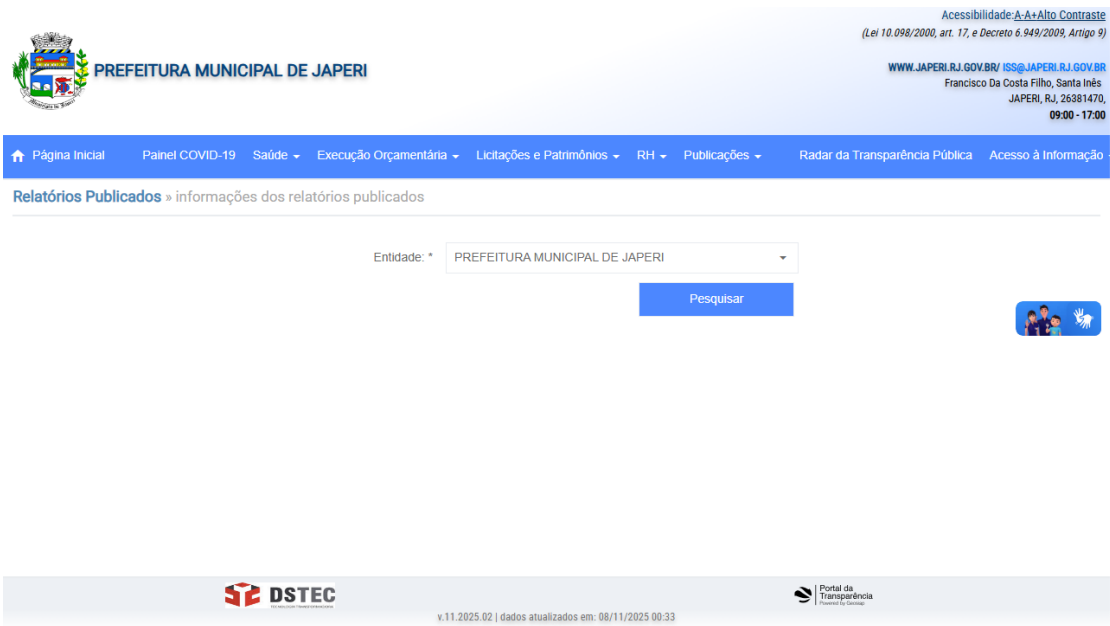 Acessibilidade:A-A+Alto Contraste
(Lei 10.098/2000, art. 17, e Decreto 6.949/2009, Artigo 9)
PREFEITURA MUNICIPAL DE JAPERI
WWW.JAPERI.RJ.GOV.BR/ ISS@JAPERI.RJ.GOV.BR
Francisco Da Costa Filho, Santa Inês
JAPERI, RJ, 26381470,
09:00 - 17:00
Página Inicial Painel COVID-19 Saúde Execução Orçamentária Licitações e Patrimônios RH Publicações Radar da Transparência Pública Acesso à Informação
Relatórios Publicados » informações dos relatórios publicados
Entidade: * PREFEITURA MUNICIPAL DE JAPERI
Pesquisar
DSTEC
Portal da
Transparência
v.11.2025.02 | dados atualizados em: 08/11/2025 00:33